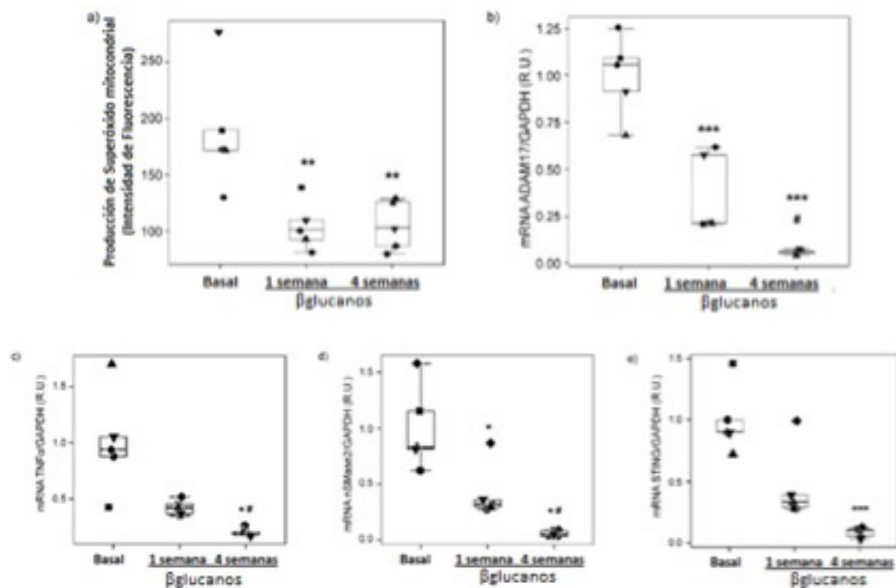 a)
Producción de Superóxido mitocondrial
(Intensidad de Fluorescencia)
250
200
150
100
**
**
Basal
1 semana
4 semanas
βglucanos
b)
mRNA ADAM17/GAPDH (R.U.)
1.25
1.00
0.75
0.50
0.25
0.00
***
***
#
Basal
1 semana
4 semanas
βglucanos
c)
mRNA TNFα/GAPDH (R.U.)
1.5
1.0
0.5
*#
Basal
1 semana 4 semanas
βglucanos
d)
mRNA nSMase2/GAPDH (R.U.)
1.5
1.0
0.5
0.0
*
*#
Basal
1 semana 4 semanas
βglucanos
e)
mRNA STING/GAPDH (R.U.)
1.5
1.0
0.5
0.0
***
Basal
1 semana 4 semanas
βglucanos